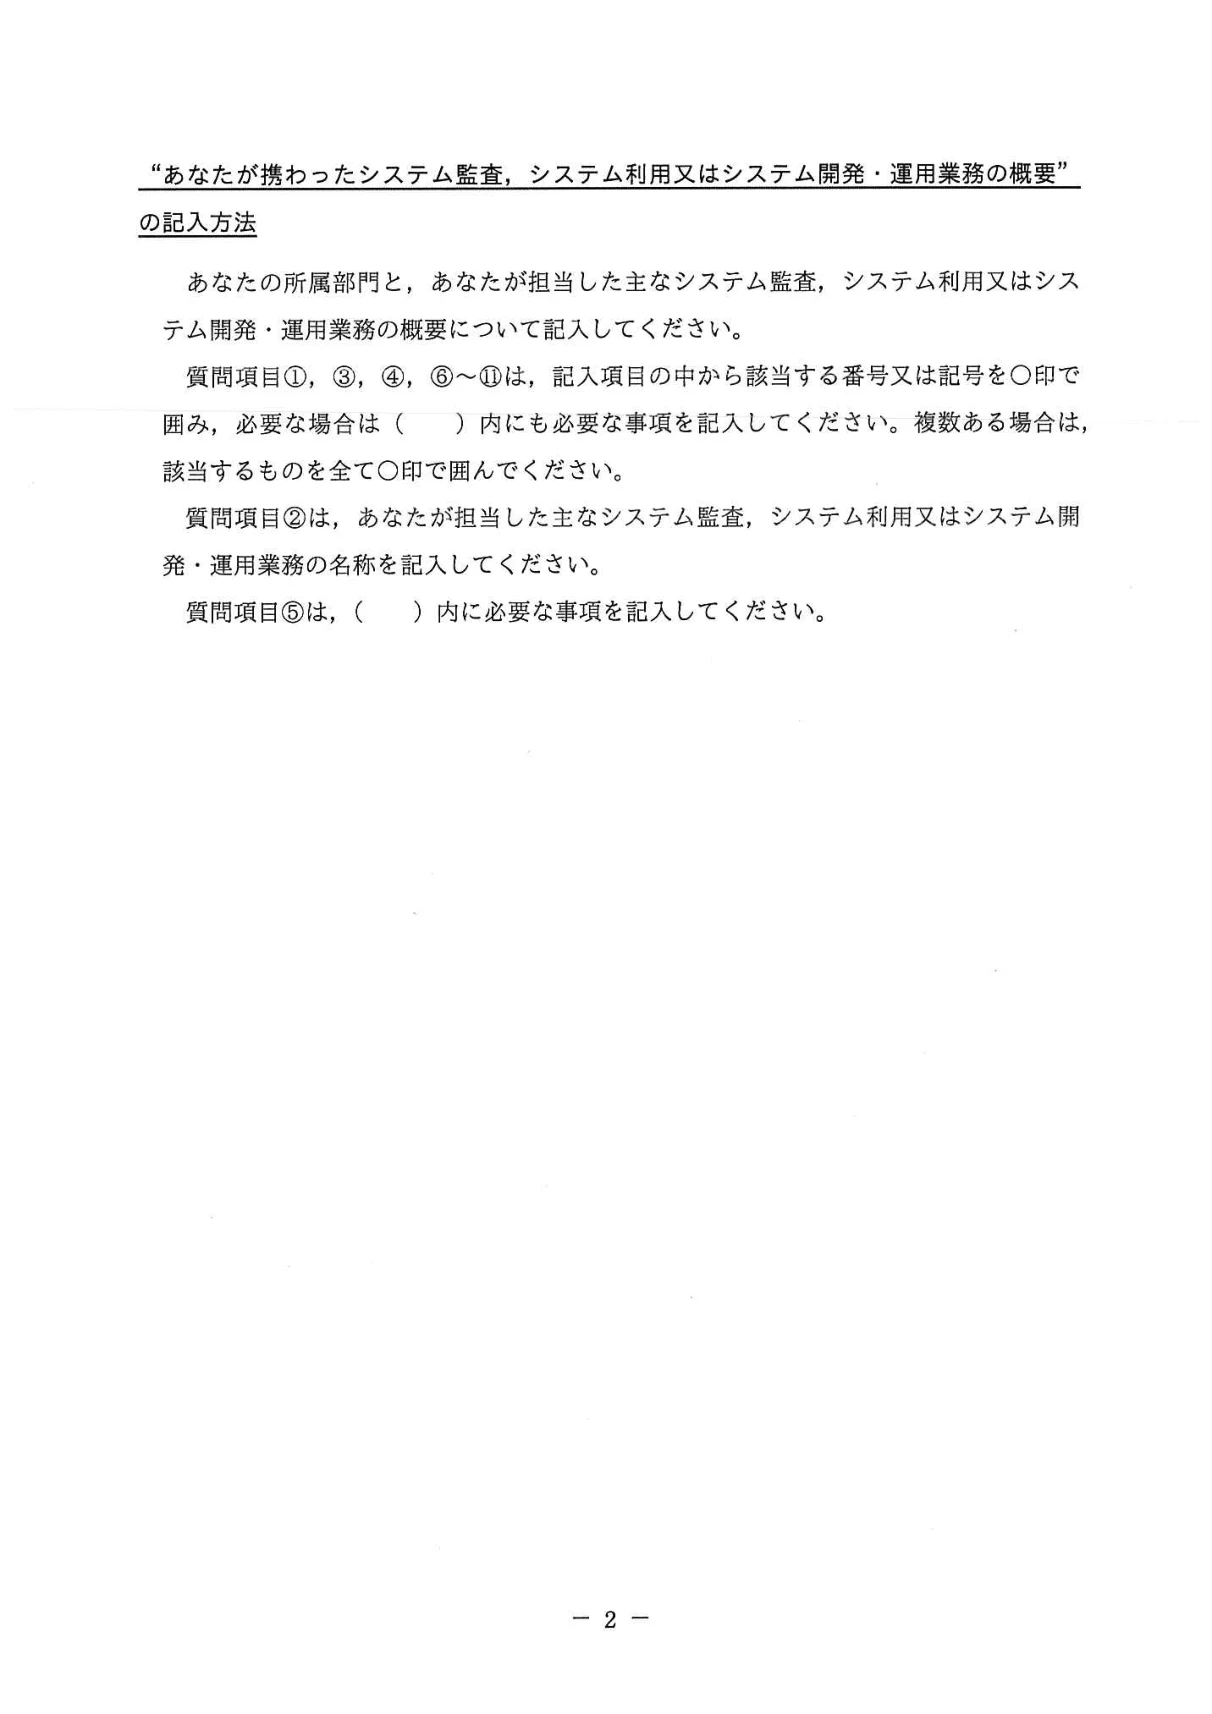 “あなたが携わったシステム監査，システム利用又はシステム開発・運用業務の概要”
の記入方法
あなたの所属部門と，あなたが担当した主なシステム監査，システム利用又はシス
テム開発・運用業務の概要について記入してください。
質問項目①，③，④，⑥～⑪は，記入項目の中から該当する番号又は記号を〇印で
囲み，必要な場合は（　　）内にも必要な事項を記入してください。複数ある場合は，
該当するものを全て〇印で囲んでください。
質問項目②は，あなたが担当した主なシステム監査，システム利用又はシステム開
発・運用業務の名称を記入してください。
質問項目⑤は，（　　）内に必要な事項を記入してください。
－ 2 －